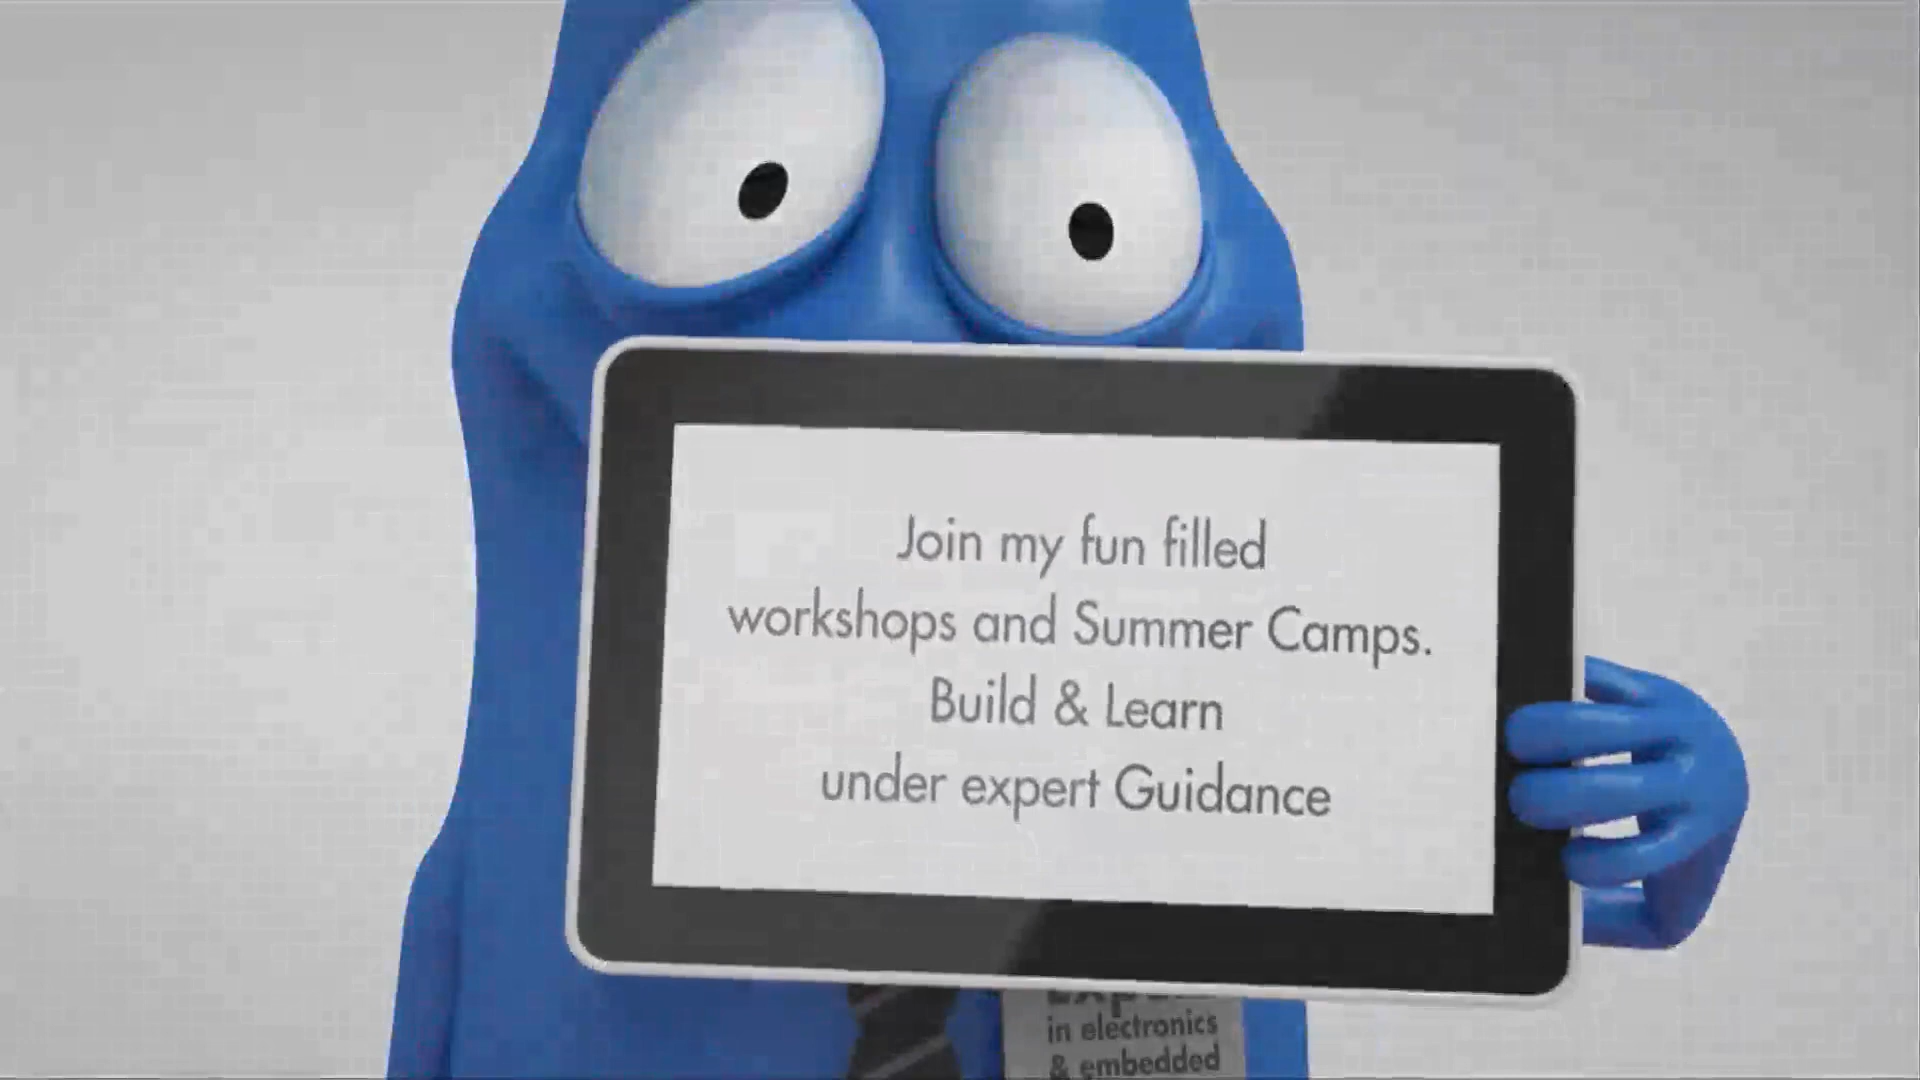 Join my fun filled
workshops and Summer Camps.
Build & Learn
under expert Guidance
in electronics
& embedded